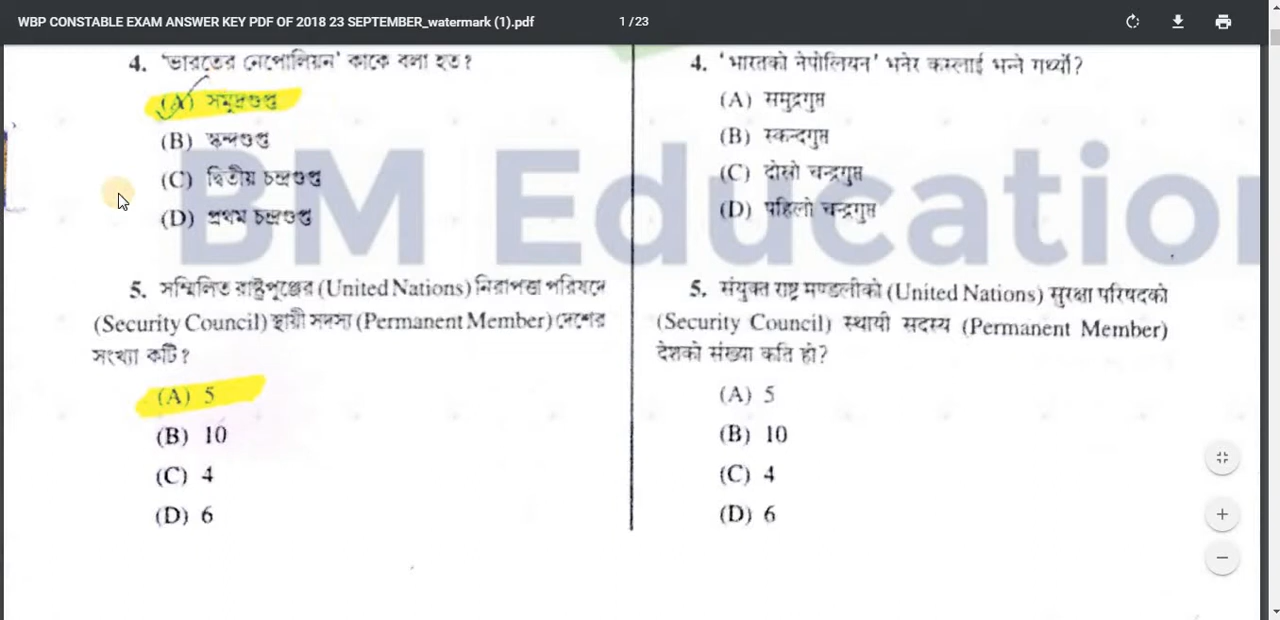 WBP CONSTABLE EXAM ANSWER KEY PDF OF 2018 23 SEPTEMBER_watermark (1).pdf
1 / 23
4. 'ভারতের নেপোলিয়ন' কাকে বলা হত?
(A) সমুদ্রগুপ্ত
(B) স্কন্দগুপ্ত
(C) দ্বিতীয় চন্দ্রগুপ্ত
(D) প্রথম চন্দ্রগুপ্ত
5. সম্মিলিত রাষ্ট্রপুঞ্জের (United Nations) নিরাপত্তা পরিষদে
(Security Council) স্থায়ী সদস্য (Permanent Member) দেশের
সংখ্যা কটি?
(A) 5
(B) 10
(C) 4
(D) 6
4. 'भारतको नेपोलियन' भनेर कसलाई भन्ने गर्थ्यो?
(A) समुद्रगुप्त
(B) स्कन्दगुप्त
(C) दोस्रो चन्द्रगुप्त
(D) पहिलो चन्द्रगुप्त
5. संयुक्त राष्ट्र मण्डलीको (United Nations) सुरक्षा परिषदको
(Security Council) स्थायी सदस्य (Permanent Member)
देशको संख्या कति हो?
(A) 5
(B) 10
(C) 4
(D) 6
BM Education